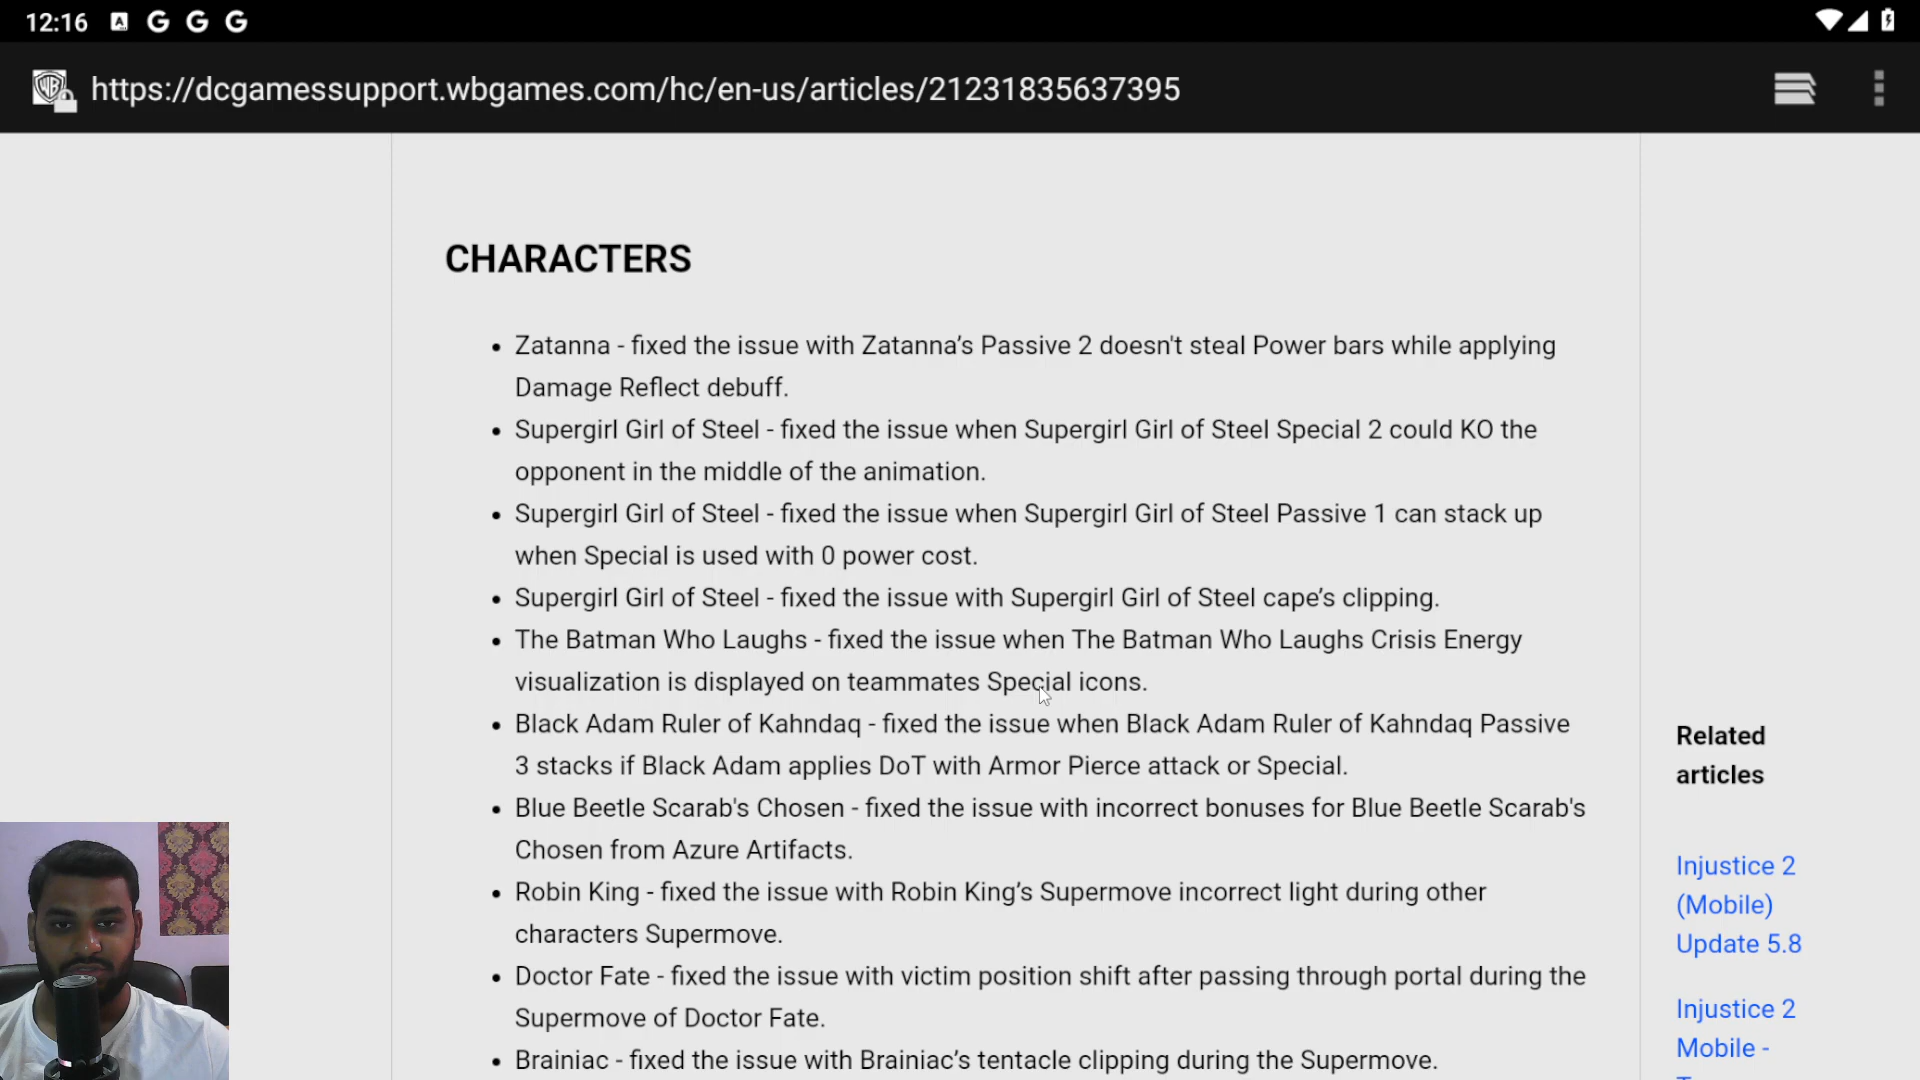 12:16 A G G G
WB https://dcgamessupport.wbgames.com/hc/en-us/articles/21231835637395
CHARACTERS
• Zatanna - fixed the issue with Zatanna’s Passive 2 doesn't steal Power bars while applying
Damage Reflect debuff.
• Supergirl Girl of Steel - fixed the issue when Supergirl Girl of Steel Special 2 could KO the
opponent in the middle of the animation.
• Supergirl Girl of Steel - fixed the issue when Supergirl Girl of Steel Passive 1 can stack up
when Special is used with 0 power cost.
• Supergirl Girl of Steel - fixed the issue with Supergirl Girl of Steel cape’s clipping.
• The Batman Who Laughs - fixed the issue when The Batman Who Laughs Crisis Energy
visualization is displayed on teammates Special icons.
• Black Adam Ruler of Kahndaq - fixed the issue when Black Adam Ruler of Kahndaq Passive
3 stacks if Black Adam applies DoT with Armor Pierce attack or Special.
• Blue Beetle Scarab's Chosen - fixed the issue with incorrect bonuses for Blue Beetle Scarab's
Chosen from Azure Artifacts.
• Robin King - fixed the issue with Robin King’s Supermove incorrect light during other
characters Supermove.
• Doctor Fate - fixed the issue with victim position shift after passing through portal during the
Supermove of Doctor Fate.
• Brainiac - fixed the issue with Brainiac’s tentacle clipping during the Supermove.
Related
articles
Injustice 2
(Mobile)
Update 5.8
Injustice 2
Mobile -